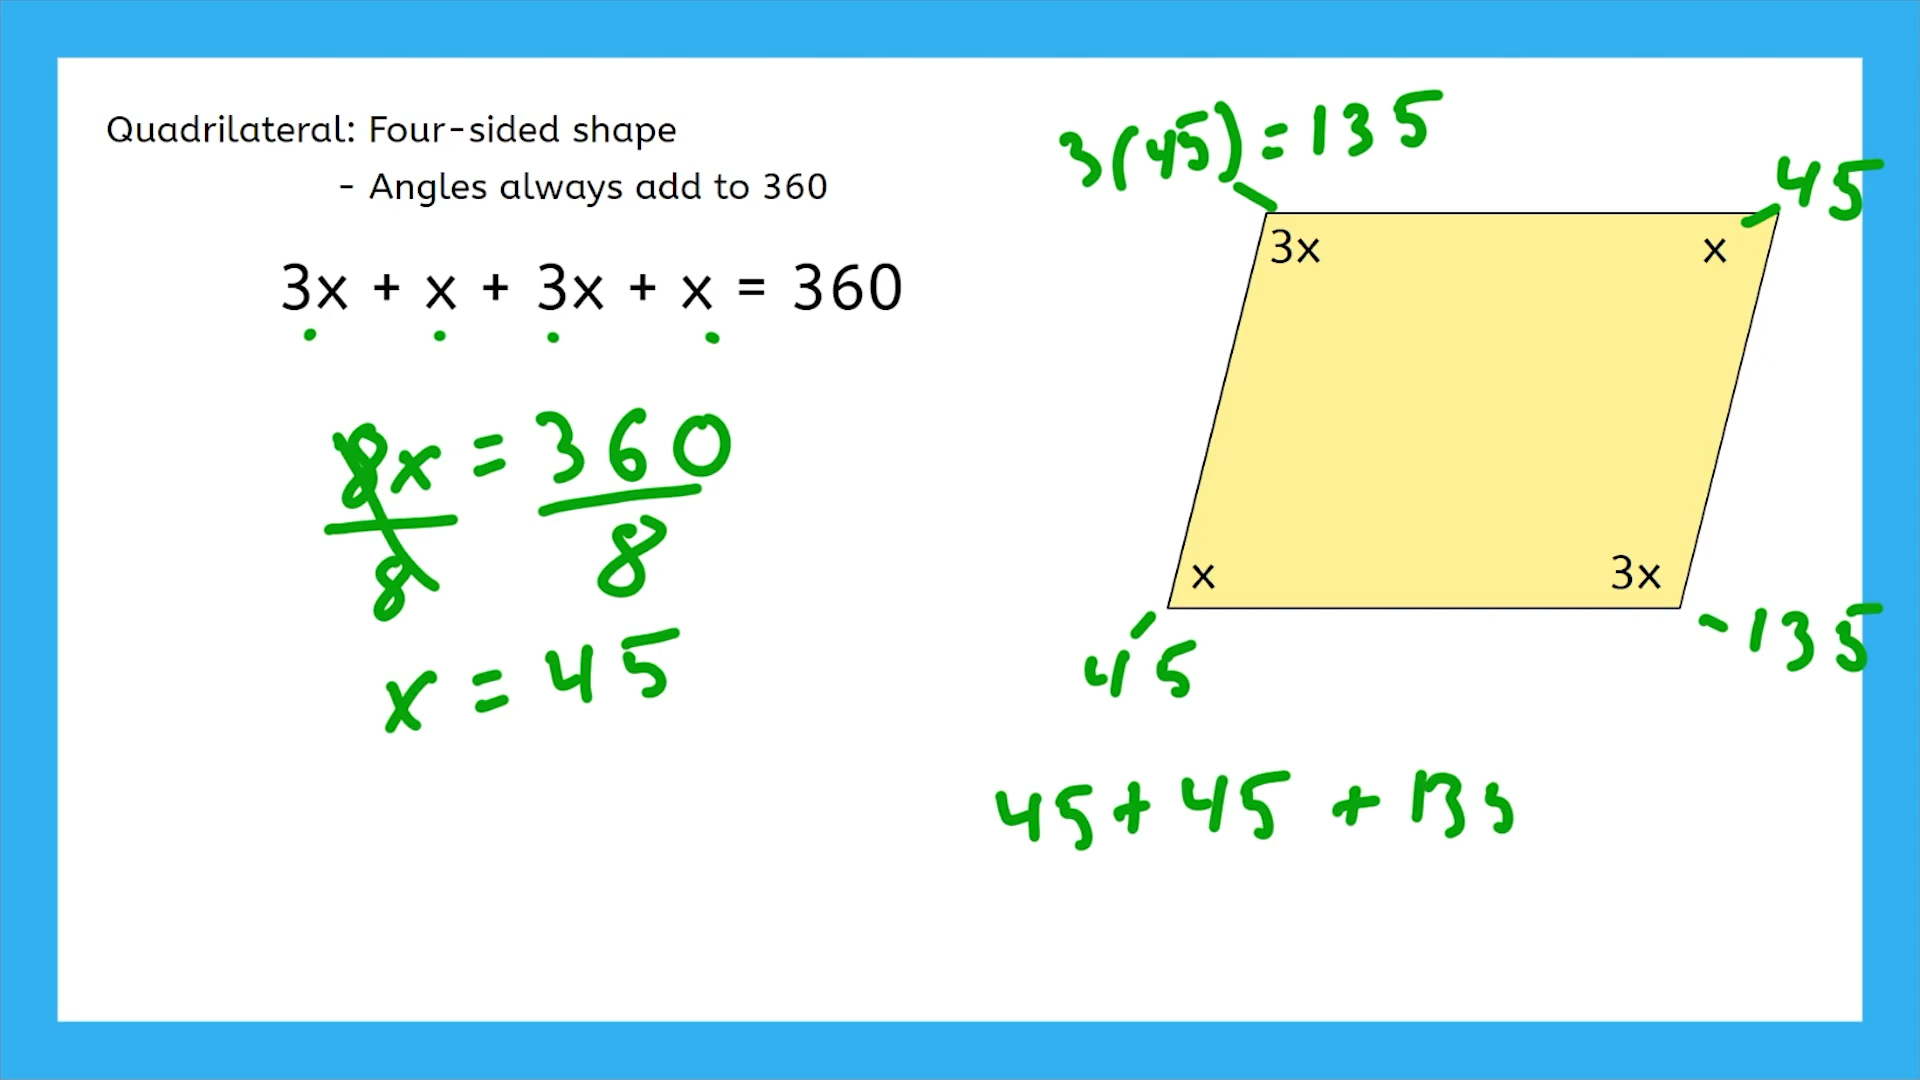 Quadrilateral: Four-sided shape
- Angles always add to 360
3x + x + 3x + x = 360
8x = 360
8 8
x = 45
3(45) = 135
45
3x x
x 3x
45
135
45 + 45 + 135